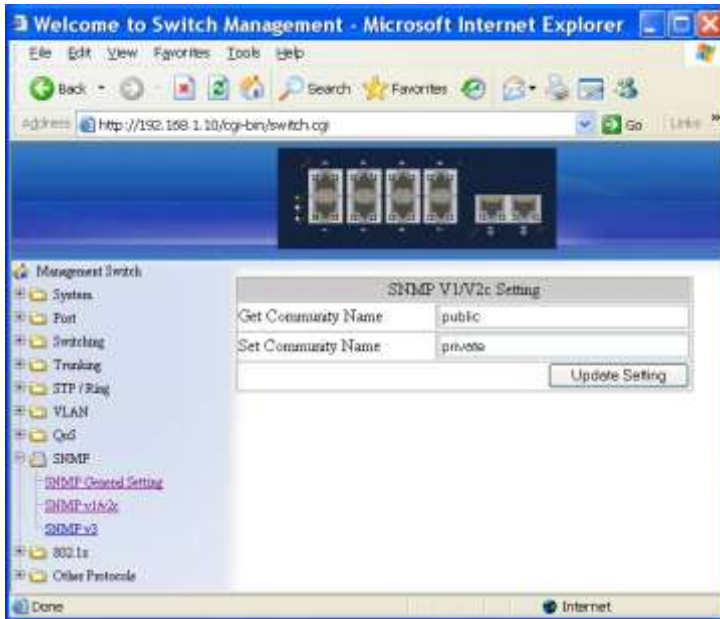 Welcome to Switch Management - Microsoft Internet Explorer
File Edit View Favorites Tools Help
Back Search Favorites
Address http://192.168.1.10/cgi-bin/switch.cgi Go Links »
Management Switch
System
Port
Switching
Trunking
STP / Ring
VLAN
QoS
SNMP
SNMP General Setting
SNMP v1/v2c
SNMP v3
802.1x
Other Protocols
SNMP V1/V2c Setting
Get Community Name public
Set Community Name private
Update Setting
Done Internet